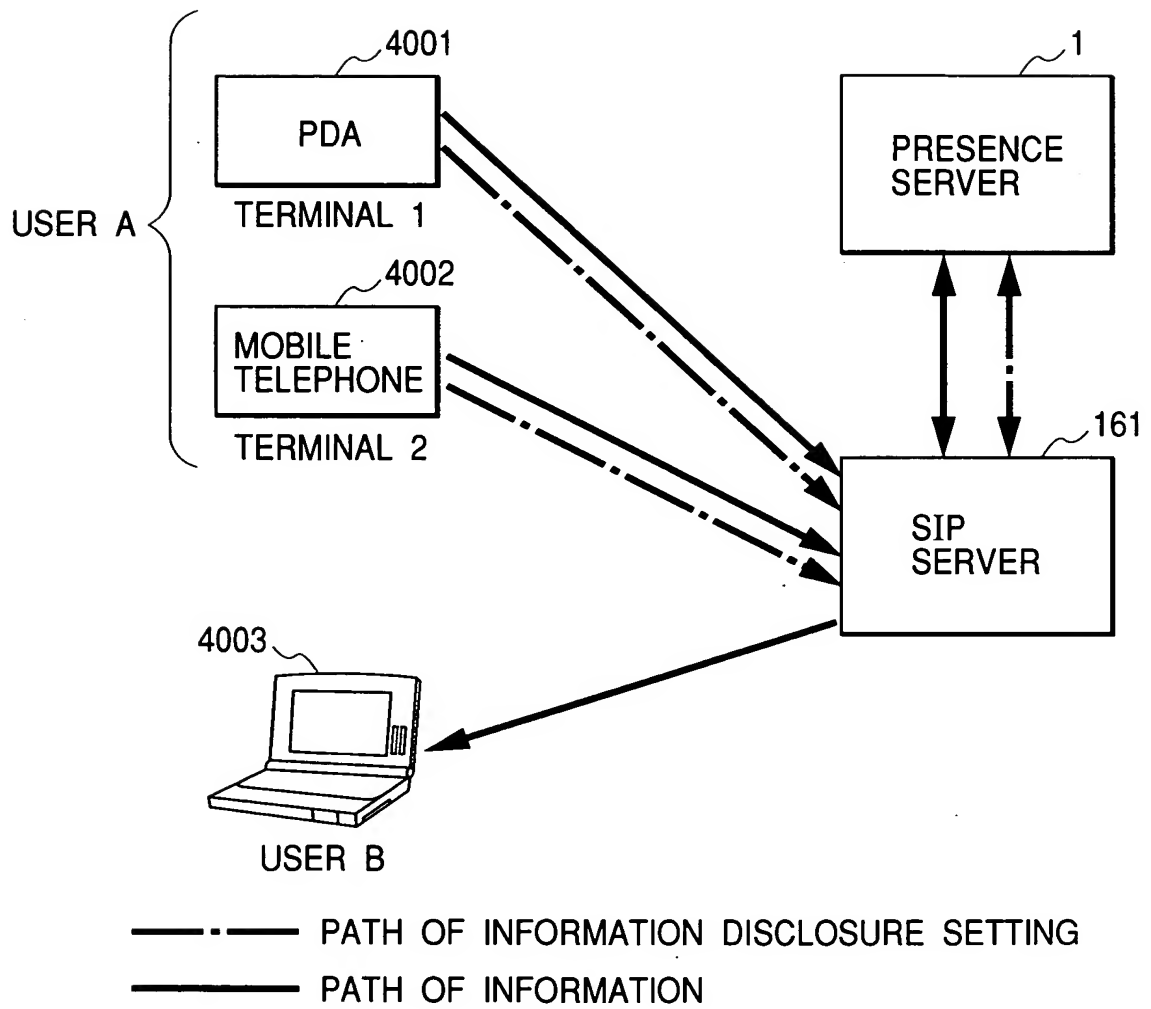 4001
PDA
TERMINAL 1
USER A
4002
MOBILE
TELEPHONE
TERMINAL 2
1
PRESENCE
SERVER
161
SIP
SERVER
4003
USER B
PATH OF INFORMATION DISCLOSURE SETTING
PATH OF INFORMATION